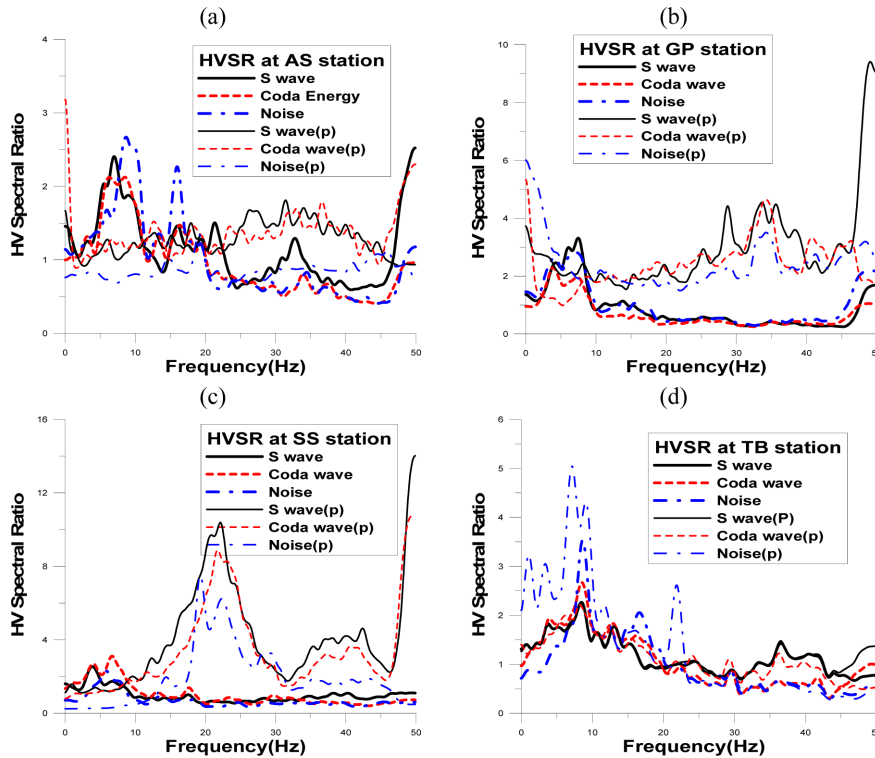 (a)
HVSR at AS station
S wave
Coda Energy
Noise
S wave(p)
Coda wave(p)
Noise(p)
HV Spectral Ratio
4
3
2
1
0
0 10 20 30 40 50
Frequency(Hz)
(b)
HVSR at GP station
S wave
Coda wave
Noise
S wave(p)
Coda wave(p)
Noise(p)
HV Spectral Ratio
10
8
6
4
2
0
0 10 20 30 40 50
Frequency(Hz)
(c)
HVSR at SS station
S wave
Coda wave
Noise
S wave(p)
Coda wave(p)
Noise(p)
HV Spectral Ratio
16
12
8
4
0
0 10 20 30 40 50
Frequency(Hz)
(d)
HVSR at TB station
S wave
Coda wave
Noise
S wave(P)
Coda wave(p)
Noise(p)
HV Spectral Ratio
6
5
4
3
2
1
0
0 10 20 30 40 50
Frequency(Hz)